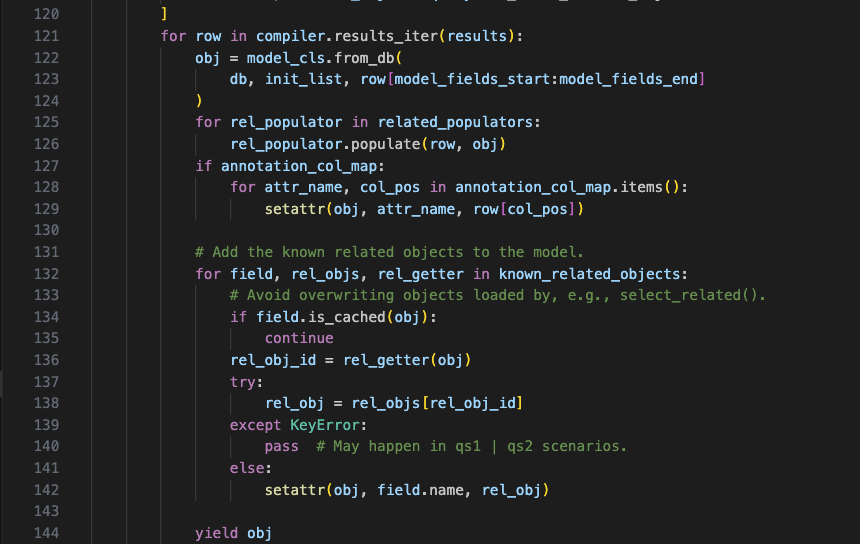 120 ]
121 for row in compiler.results_iter(results):
122 obj = model_cls.from_db(
123 db, init_list, row[model_fields_start:model_fields_end]
124 )
125 for rel_populator in related_populators:
126 rel_populator.populate(row, obj)
127 if annotation_col_map:
128 for attr_name, col_pos in annotation_col_map.items():
129 setattr(obj, attr_name, row[col_pos])
130
131 # Add the known related objects to the model.
132 for field, rel_objs, rel_getter in known_related_objects:
133 # Avoid overwriting objects loaded by, e.g., select_related().
134 if field.is_cached(obj):
135 continue
136 rel_obj_id = rel_getter(obj)
137 try:
138 rel_obj = rel_objs[rel_obj_id]
139 except KeyError:
140 pass  # May happen in qs1 | qs2 scenarios.
141 else:
142 setattr(obj, field.name, rel_obj)
143
144 yield obj